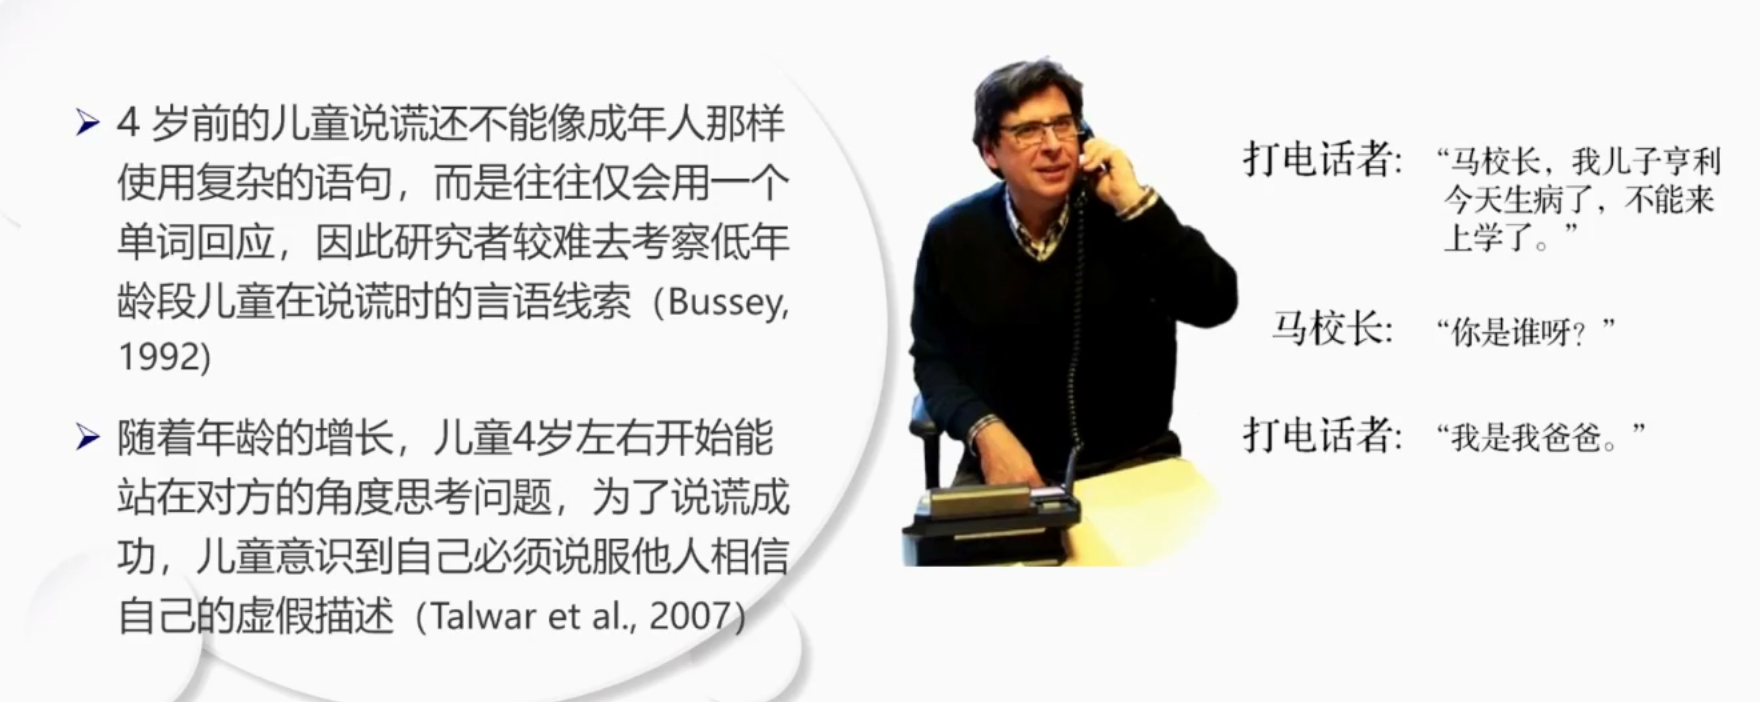 4 岁前的儿童说谎还不能像成年人那样
使用复杂的语句，而是往往仅会用一个
单词回应，因此研究者较难去考察低年
龄段儿童在说谎时的言语线索（Bussey,
1992)
随着年龄的增长，儿童4岁左右开始能
站在对方的角度思考问题，为了说谎成
功，儿童意识到自己必须说服他人相信
自己的虚假描述（Talwar et al., 2007）
打电话者: “马校长，我儿子亨利
今天生病了，不能来
上学了。”
马校长: “你是谁呀？”
打电话者: “我是我爸爸。”